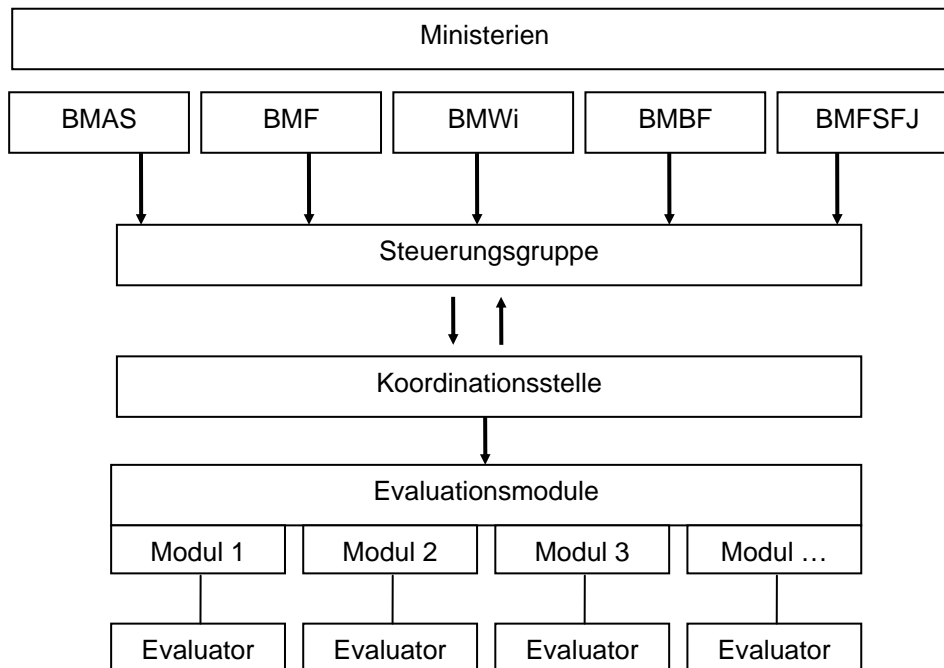 Ministerien
BMAS BMF BMWi BMBF BMFSFJ
Steuerungsgruppe
Koordinationsstelle
Evaluationsmodule
Modul 1 Modul 2 Modul 3 Modul …
Evaluator Evaluator Evaluator Evaluator